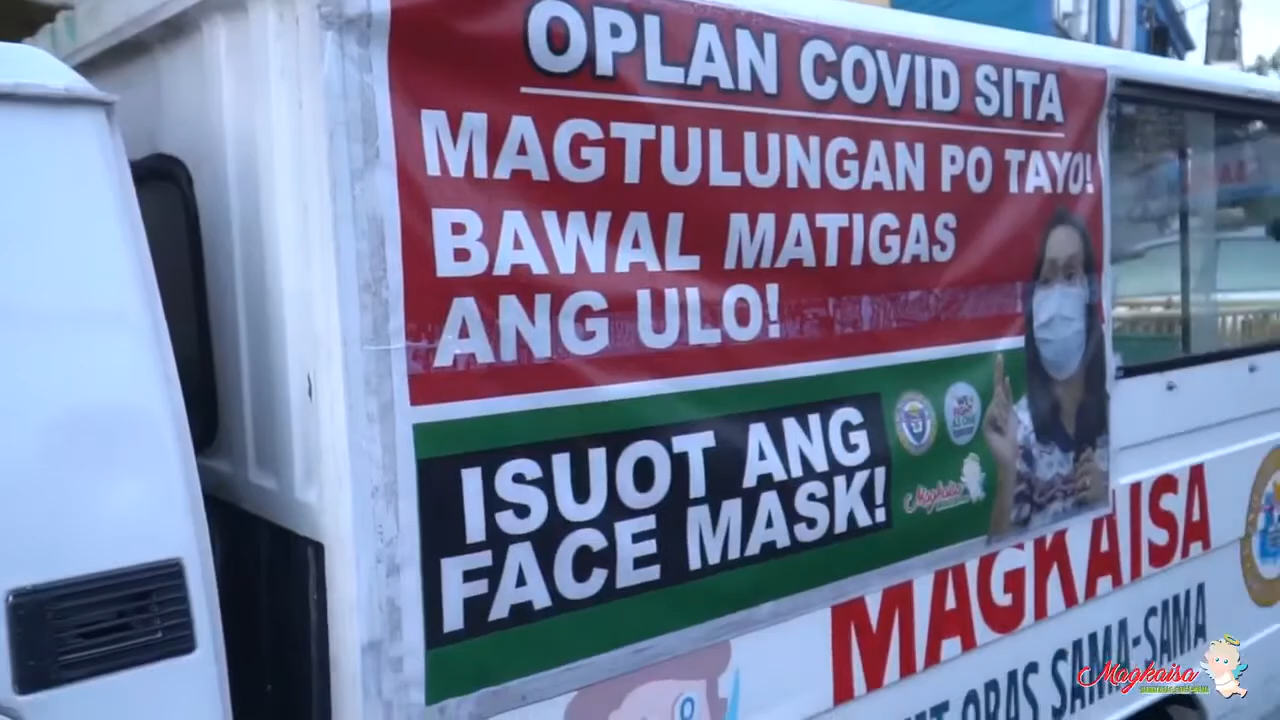 OPLAN COVID SITA
MAGTULUNGAN PO TAYO!
BAWAL MATIGAS
ANG ULO!
ISUOT ANG
FACE MASK!
Magkaisa
MAGKAISA
ORAS SAMA-SAMA
Magkaisa